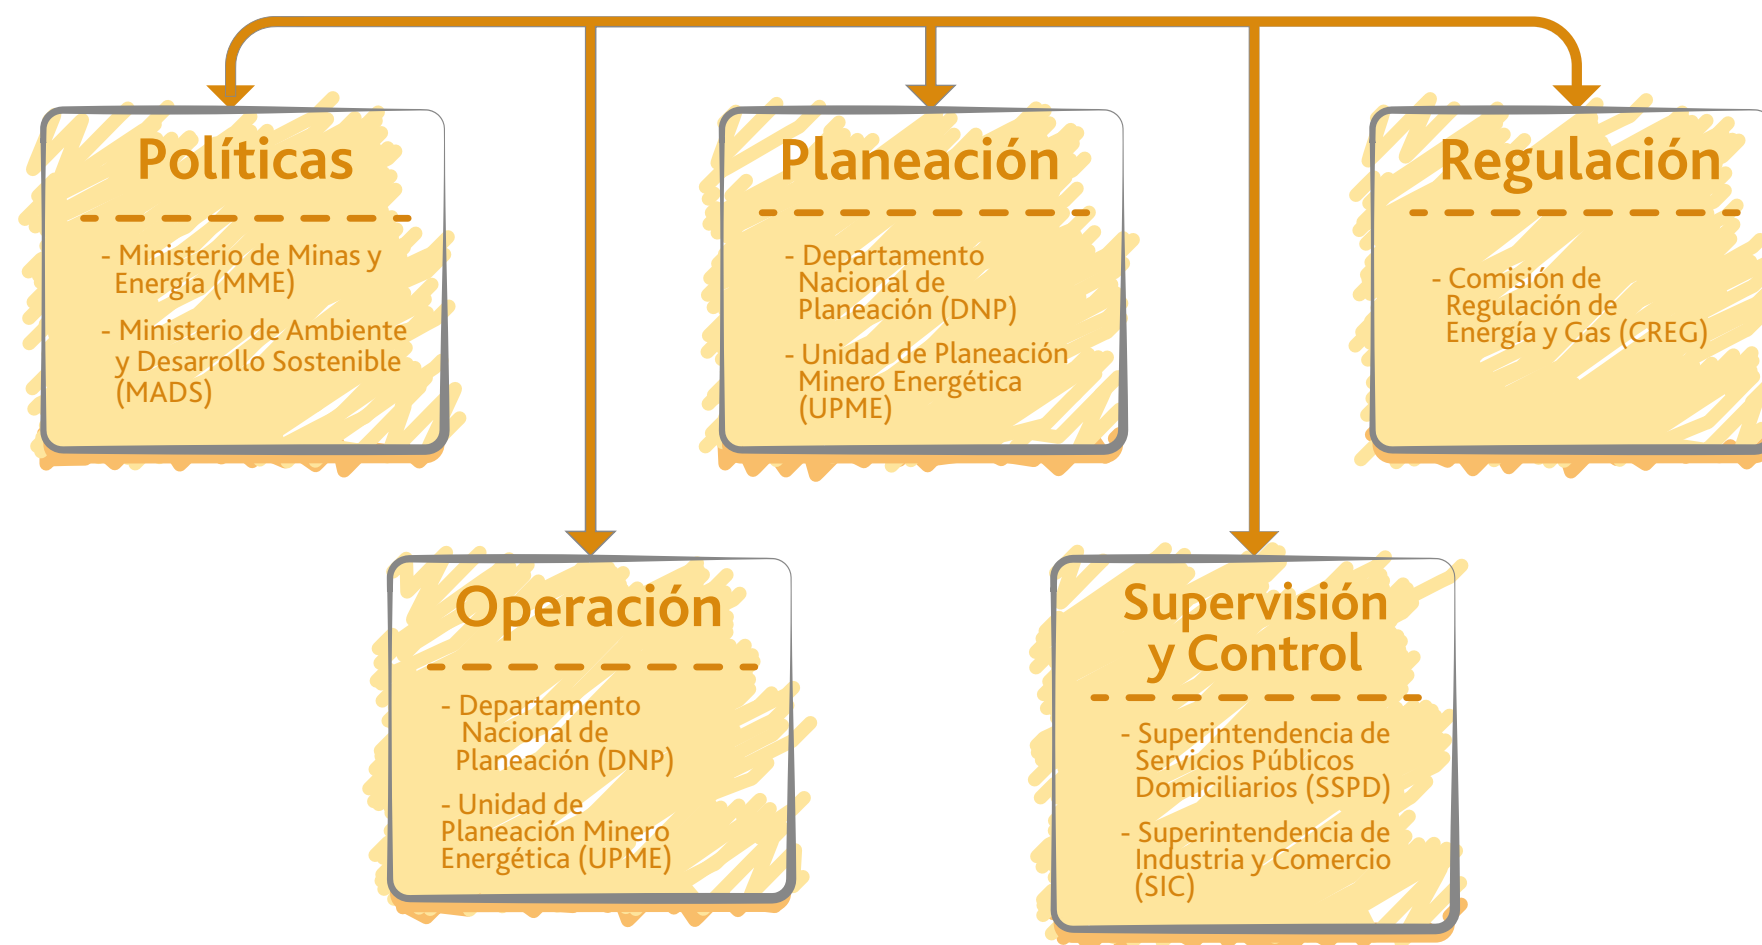 Políticas
- Ministerio de Minas y
Energía (MME)
- Ministerio de Ambiente
y Desarrollo Sostenible
(MADS)
Planeación
- Departamento
Nacional de
Planeación (DNP)
- Unidad de Planeación
Minero Energética
(UPME)
Regulación
- Comisión de
Regulación de
Energía y Gas (CREG)
Operación
- Departamento
Nacional de
Planeación (DNP)
- Unidad de
Planeación Minero
Energética (UPME)
Supervisión
y Control
- Superintendencia de
Servicios Públicos
Domiciliarios (SSPD)
- Superintendencia de
Industria y Comercio
(SIC)